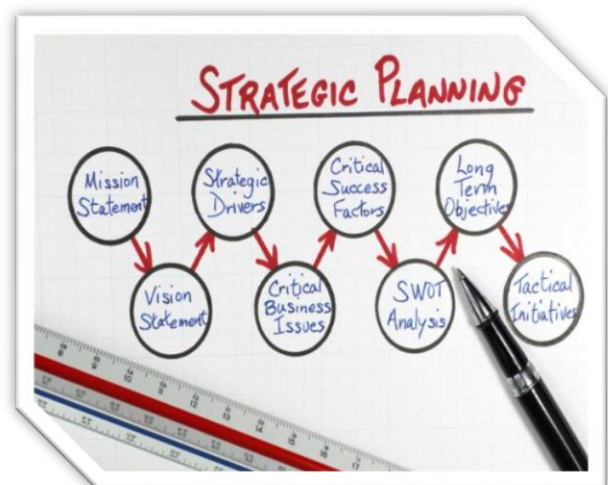 STRATEGIC PLANNING
Mission
Statement
Strategic
Drivers
Critical
Success
Factors
Long
Term
Objectives
Vision
Statement
Critical
Business
Issues
SWOT
Analysis
Tactical
Initiatives